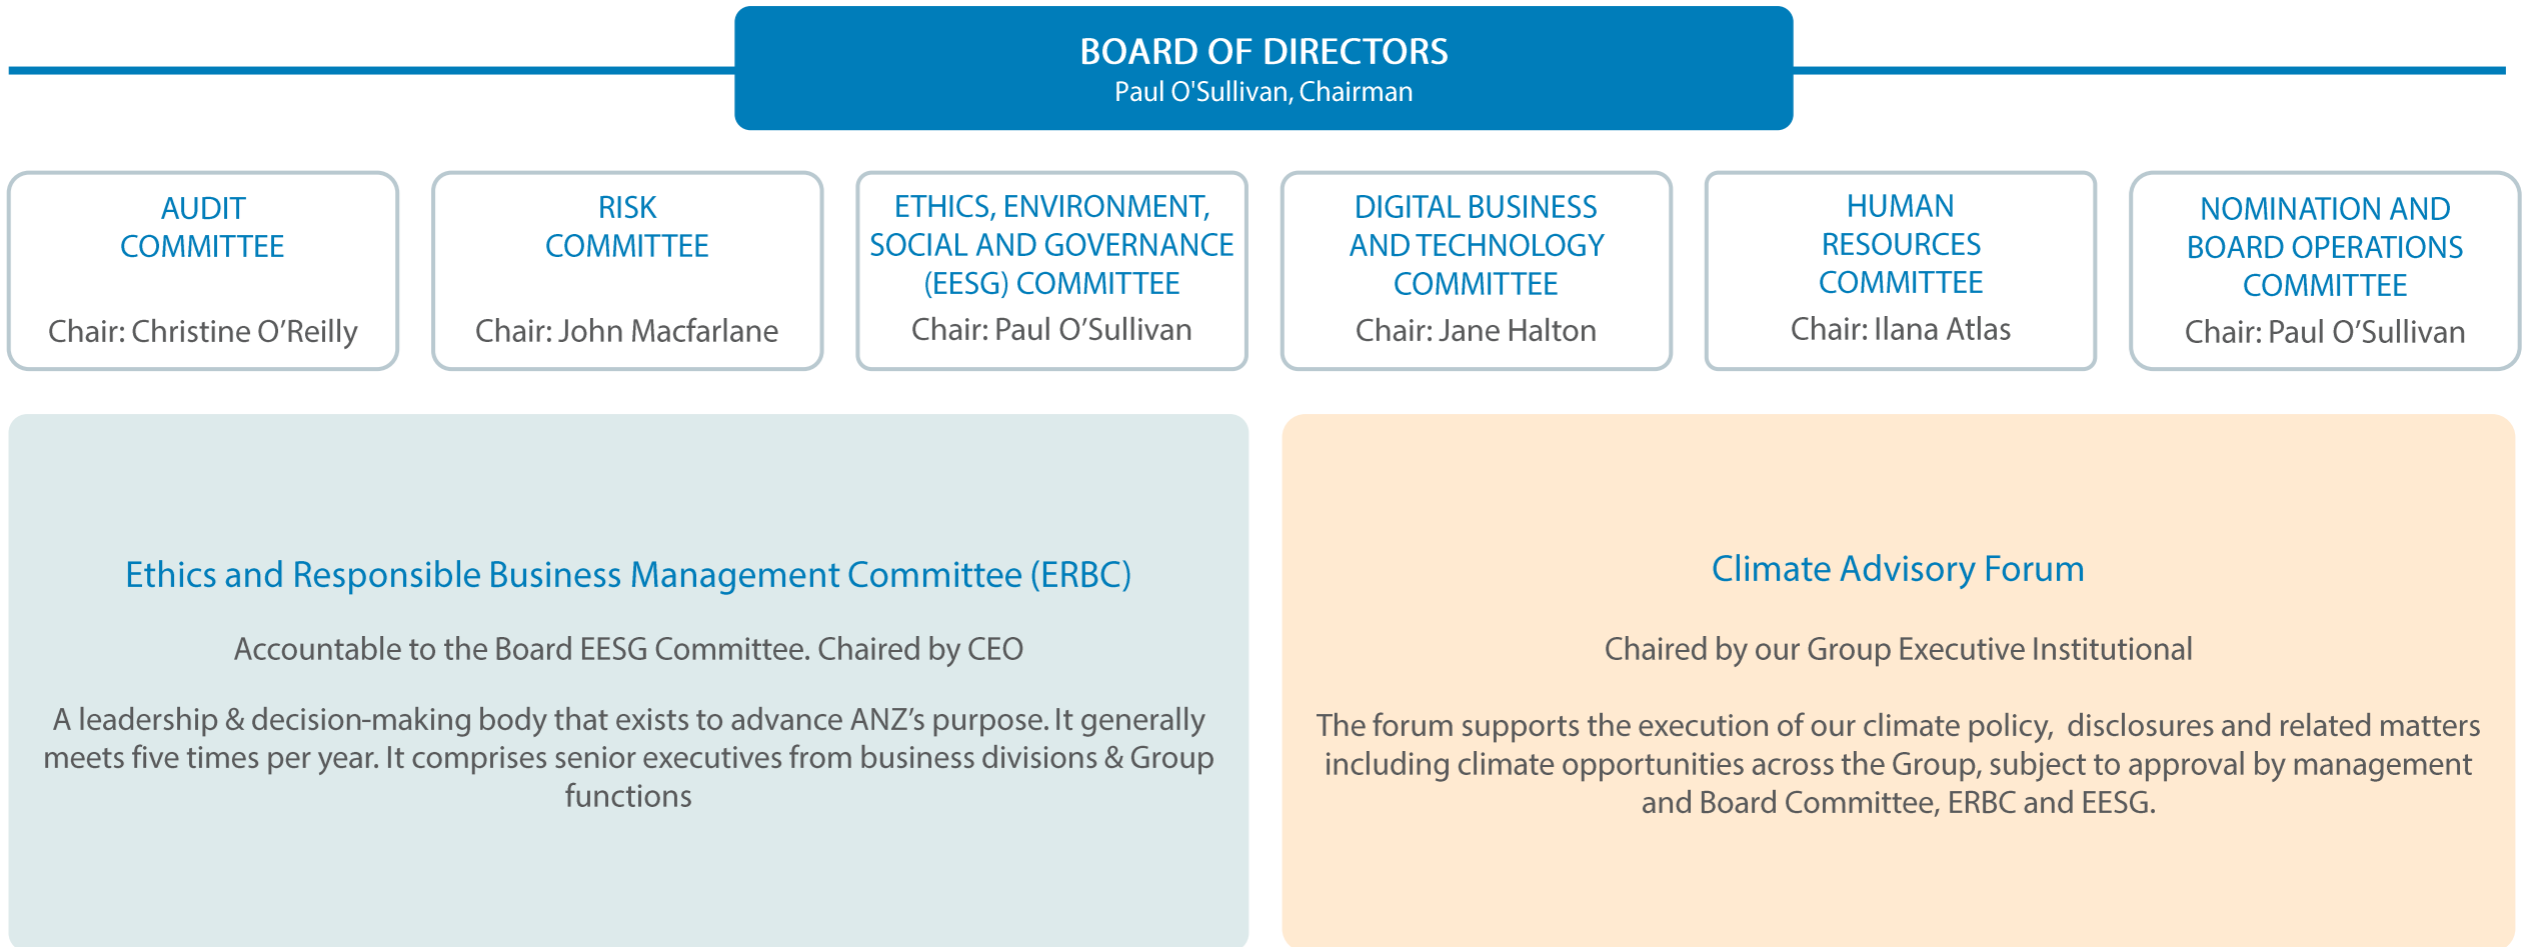 BOARD OF DIRECTORS
Paul O'Sullivan, Chairman
AUDIT
COMMITTEE
Chair: Christine O’Reilly
RISK
COMMITTEE
Chair: John Macfarlane
ETHICS, ENVIRONMENT,
SOCIAL AND GOVERNANCE
(EESG) COMMITTEE
Chair: Paul O’Sullivan
DIGITAL BUSINESS
AND TECHNOLOGY
COMMITTEE
Chair: Jane Halton
HUMAN
RESOURCES
COMMITTEE
Chair: Ilana Atlas
NOMINATION AND
BOARD OPERATIONS
COMMITTEE
Chair: Paul O’Sullivan
Ethics and Responsible Business Management Committee (ERBC)
Accountable to the Board EESG Committee. Chaired by CEO
A leadership & decision-making body that exists to advance ANZ’s purpose. It generally
meets five times per year. It comprises senior executives from business divisions & Group
functions
Climate Advisory Forum
Chaired by our Group Executive Institutional
The forum supports the execution of our climate policy, disclosures and related matters
including climate opportunities across the Group, subject to approval by management
and Board Committee, ERBC and EESG.